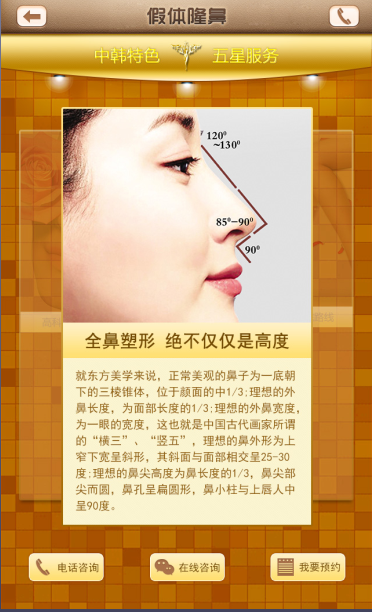 假体隆鼻
中韩特色 五星服务
120⁰
~130⁰
85⁰-90⁰
90⁰
全鼻塑形 绝不仅仅是高度
就东方美学来说，正常美观的鼻子为一底朝
下的三棱锥体，位于颜面的中1/3:理想的外
鼻长度，为面部长度的1/3:理想的外鼻宽度，
为一眼的宽度，这也就是中国古代画家所谓
的“横三”、“竖五”，理想的鼻外形为上
窄下宽呈斜形，其斜面与面部相交呈25-30
度:理想的鼻尖高度为鼻长度的1/3，鼻尖部
尖而圆，鼻孔呈扁圆形，鼻小柱与上唇人中
呈90度。
电话咨询 在线咨询 我要预约